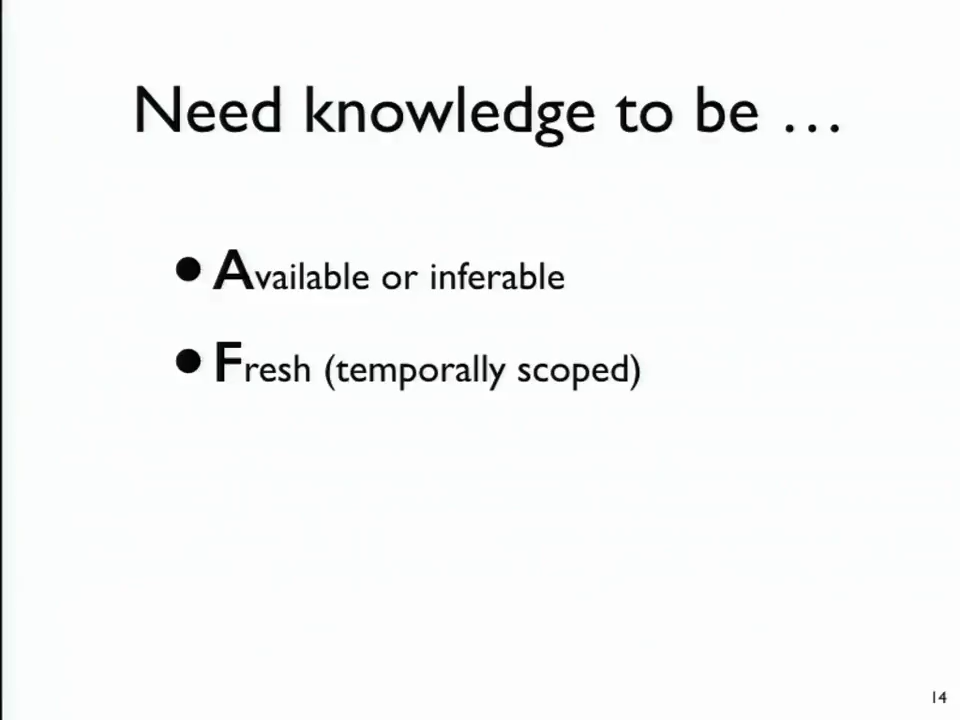 Need knowledge to be …
• Available or inferable
• Fresh (temporally scoped)
14